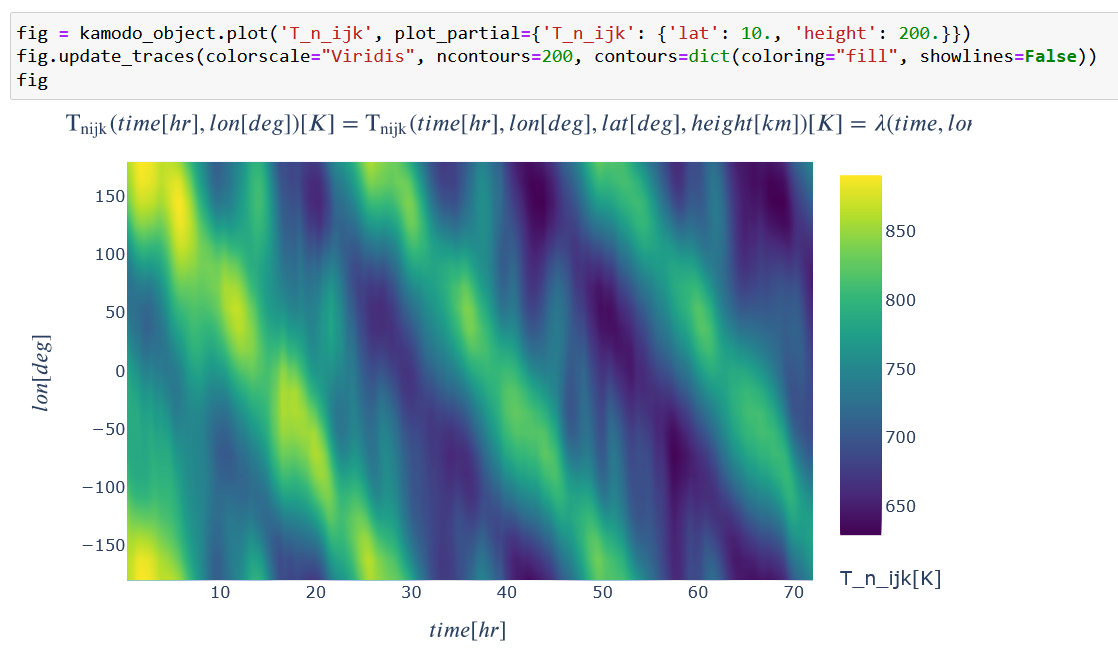 fig = kamodo_object.plot('T_n_ijk', plot_partial={'T_n_ijk': {'lat': 10., 'height': 200.}})
fig.update_traces(colorscale="Viridis", ncontours=200, contours=dict(coloring="fill", showlines=False))
fig
T_nijk(time[hr], lon[deg])[K] = T_nijk(time[hr], lon[deg], lat[deg], height[km])[K] = λ(time, lon
150
100
50
0
−50
−100
−150
lon[deg]
10 20 30 40 50 60 70
time[hr]
850
800
750
700
650
T_n_ijk[K]